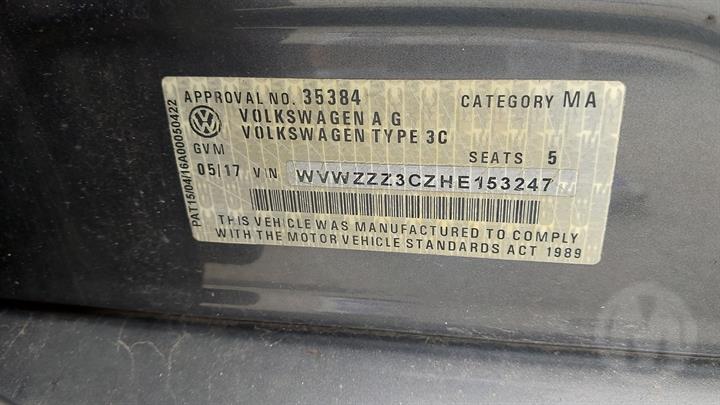 APPROVAL NO. 35384 CATEGORY MA
VOLKSWAGEN A G
VOLKSWAGEN TYPE 3C
GVM SEATS 5
05/17 VIN WVWZZZ3CZHE153247
THIS VEHICLE WAS MANUFACTURED TO COMPLY
WITH THE MOTOR VEHICLE STANDARDS ACT 1989
PAT15/04/16A00050422
M